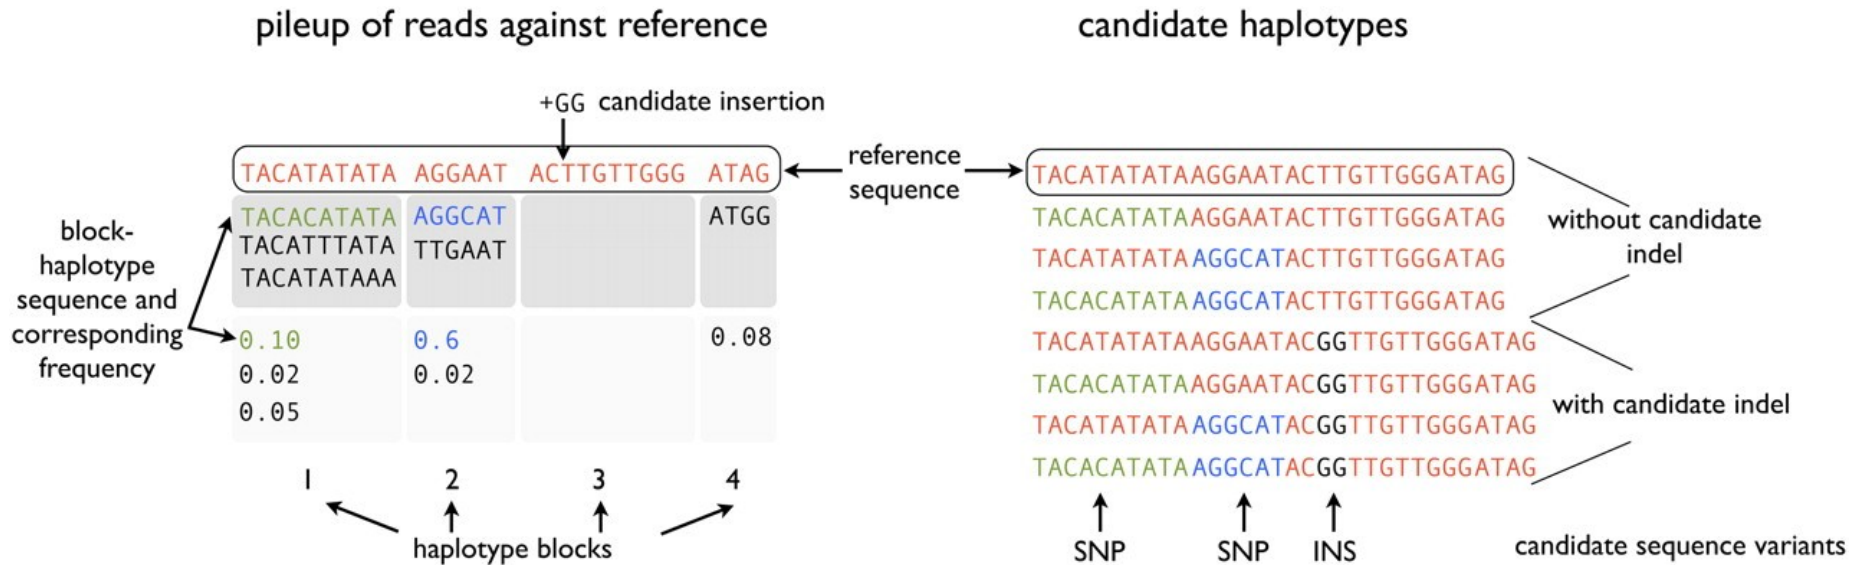 pileup of reads against reference
+GG candidate insertion
TACATATATA AGGAAT ACTTGTTGGG ATAG
block-
haplotype
sequence and
corresponding
frequency
TACACATATA AGGCAT ATGG
TACATTTATA TTGAAT
TACATATAAA
0.10 0.6 0.08
0.02 0.02
0.05
1 2 3 4
haplotype blocks
reference
sequence
candidate haplotypes
TACATATATAAGGAATACTTGTTGGGATAG
TACACATATAAGGAATACTTGTTGGGATAG
TACATATATAAGGCATACTTGTTGGGATAG
TACACATATAAGGCATACTTGTTGGGATAG
TACATATATAAGGAATACGGTTGTTGGGATAG
TACACATATAAGGAATACGGTTGTTGGGATAG
TACATATATAAGGCATACGGTTGTTGGGATAG
TACACATATAAGGCATACGGTTGTTGGGATAG
without candidate
indel
with candidate indel
SNP SNP INS
candidate sequence variants